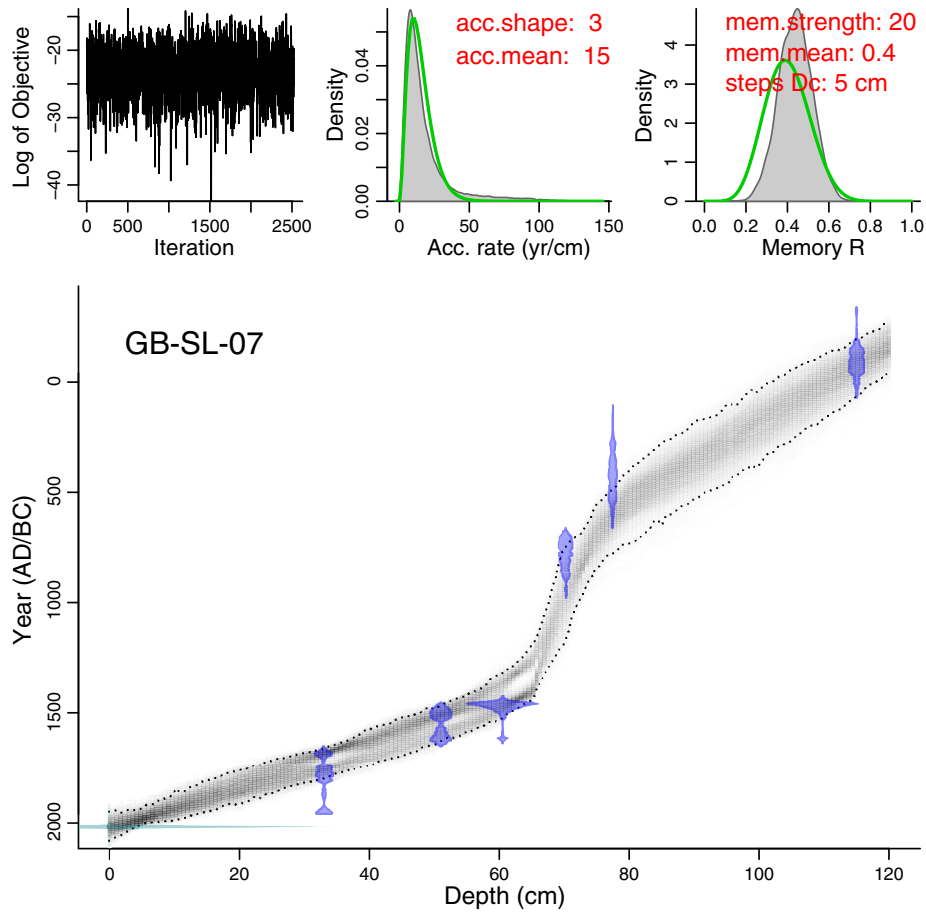 Log of Objective
−20
−30
−40
0
500
1500
2500
Iteration
Density
0.00
0.02
0.04
0
50
100
150
Acc. rate (yr/cm)
acc.shape: 3
acc.mean: 15
Density
0
1
2
3
4
0.0
0.2
0.4
0.6
0.8
1.0
Memory R
mem.strength: 20
mem.mean: 0.4
steps Dc: 5 cm
GB-SL-07
Year (AD/BC)
0
500
1000
1500
2000
0
20
40
60
80
100
120
Depth (cm)